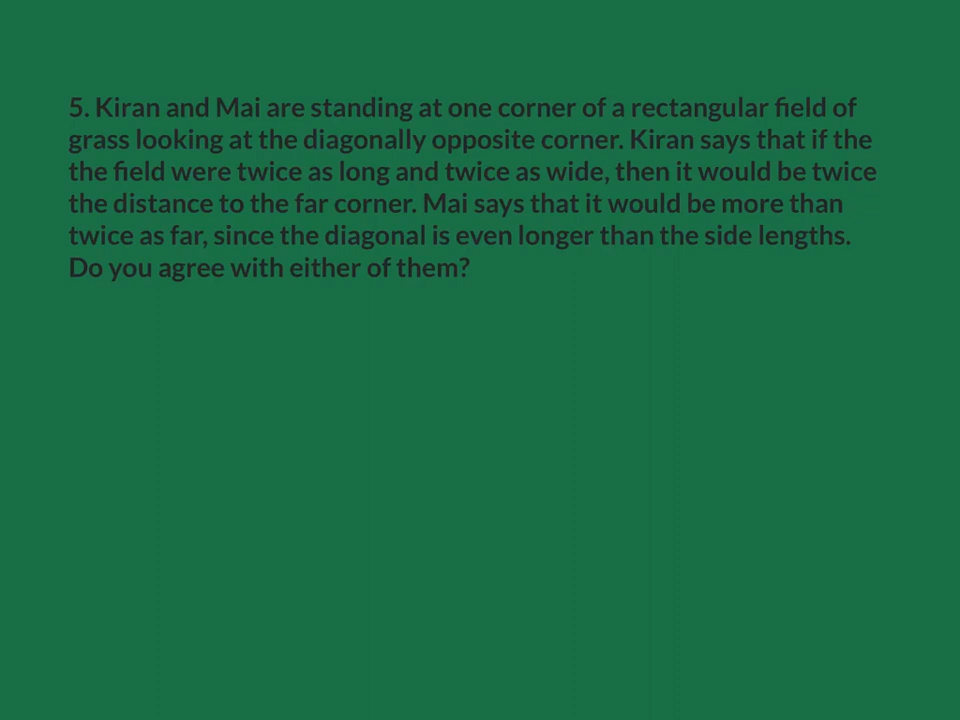 5. Kiran and Mai are standing at one corner of a rectangular field of
grass looking at the diagonally opposite corner. Kiran says that if the
the field were twice as long and twice as wide, then it would be twice
the distance to the far corner. Mai says that it would be more than
twice as far, since the diagonal is even longer than the side lengths.
Do you agree with either of them?